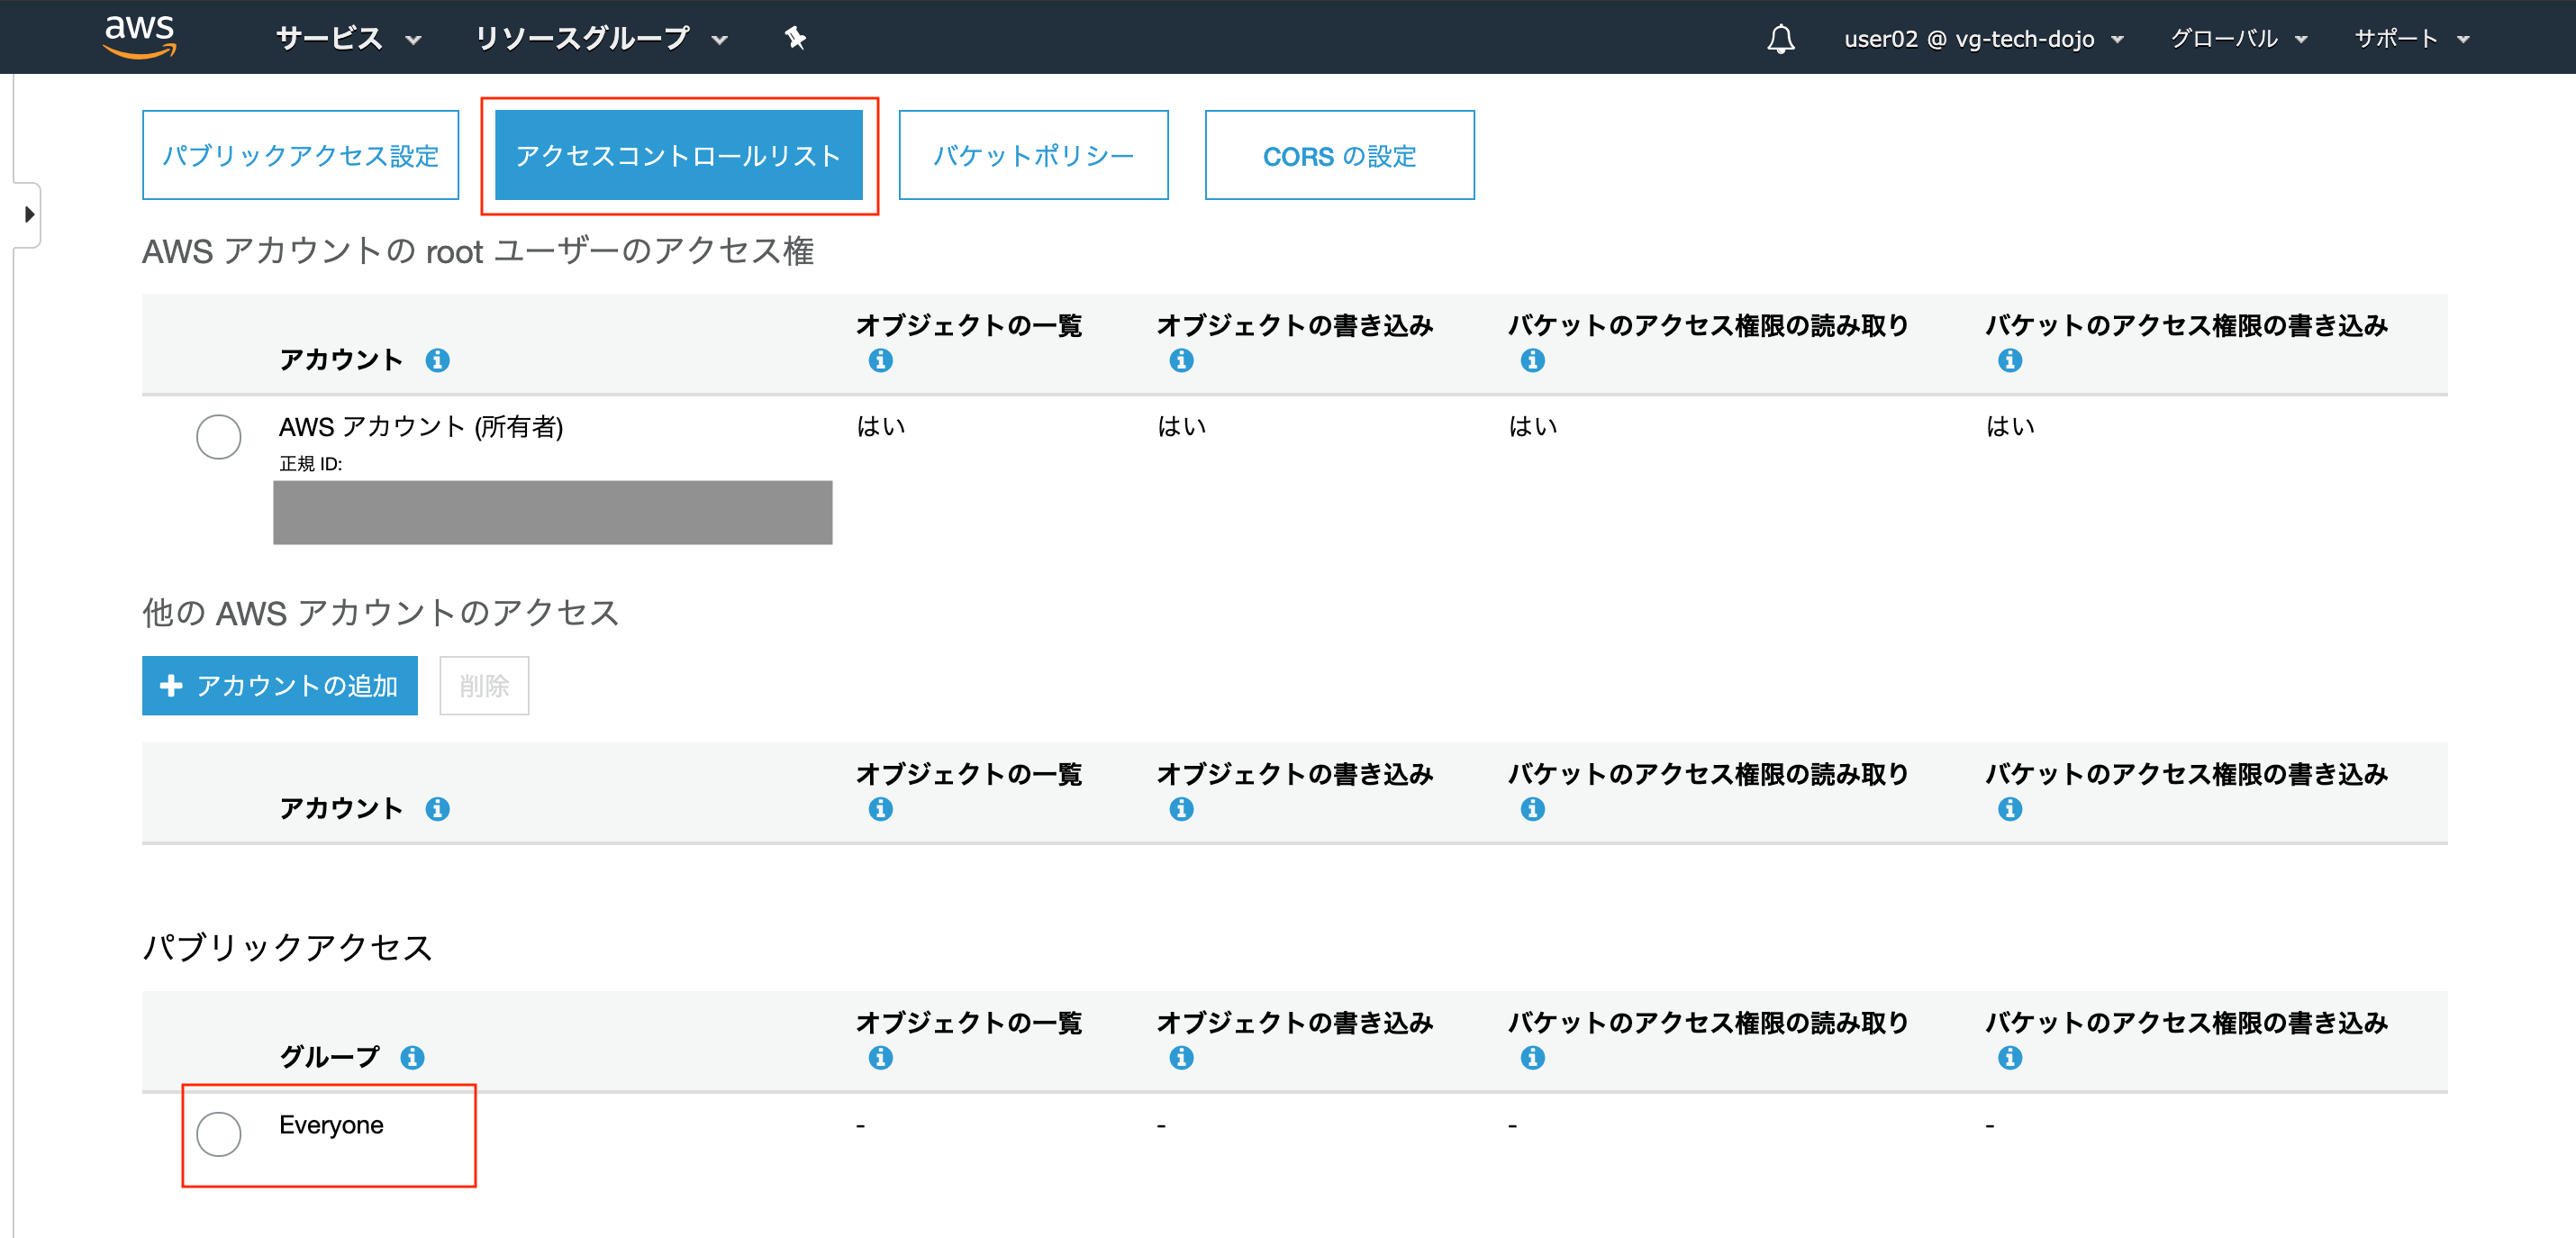 aws サービス リソースグループ user02 @ vg-tech-dojo グローバル サポート
パブリックアクセス設定 アクセスコントロールリスト バケットポリシー CORS の設定
AWS アカウントの root ユーザーのアクセス権
アカウント オブジェクトの一覧 オブジェクトの書き込み バケットのアクセス権限の読み取り バケットのアクセス権限の書き込み
AWS アカウント (所有者) はい はい はい はい
正規 ID:
他の AWS アカウントのアクセス
アカウントの追加 削除
アカウント オブジェクトの一覧 オブジェクトの書き込み バケットのアクセス権限の読み取り バケットのアクセス権限の書き込み
パブリックアクセス
グループ オブジェクトの一覧 オブジェクトの書き込み バケットのアクセス権限の読み取り バケットのアクセス権限の書き込み
Everyone - - - -